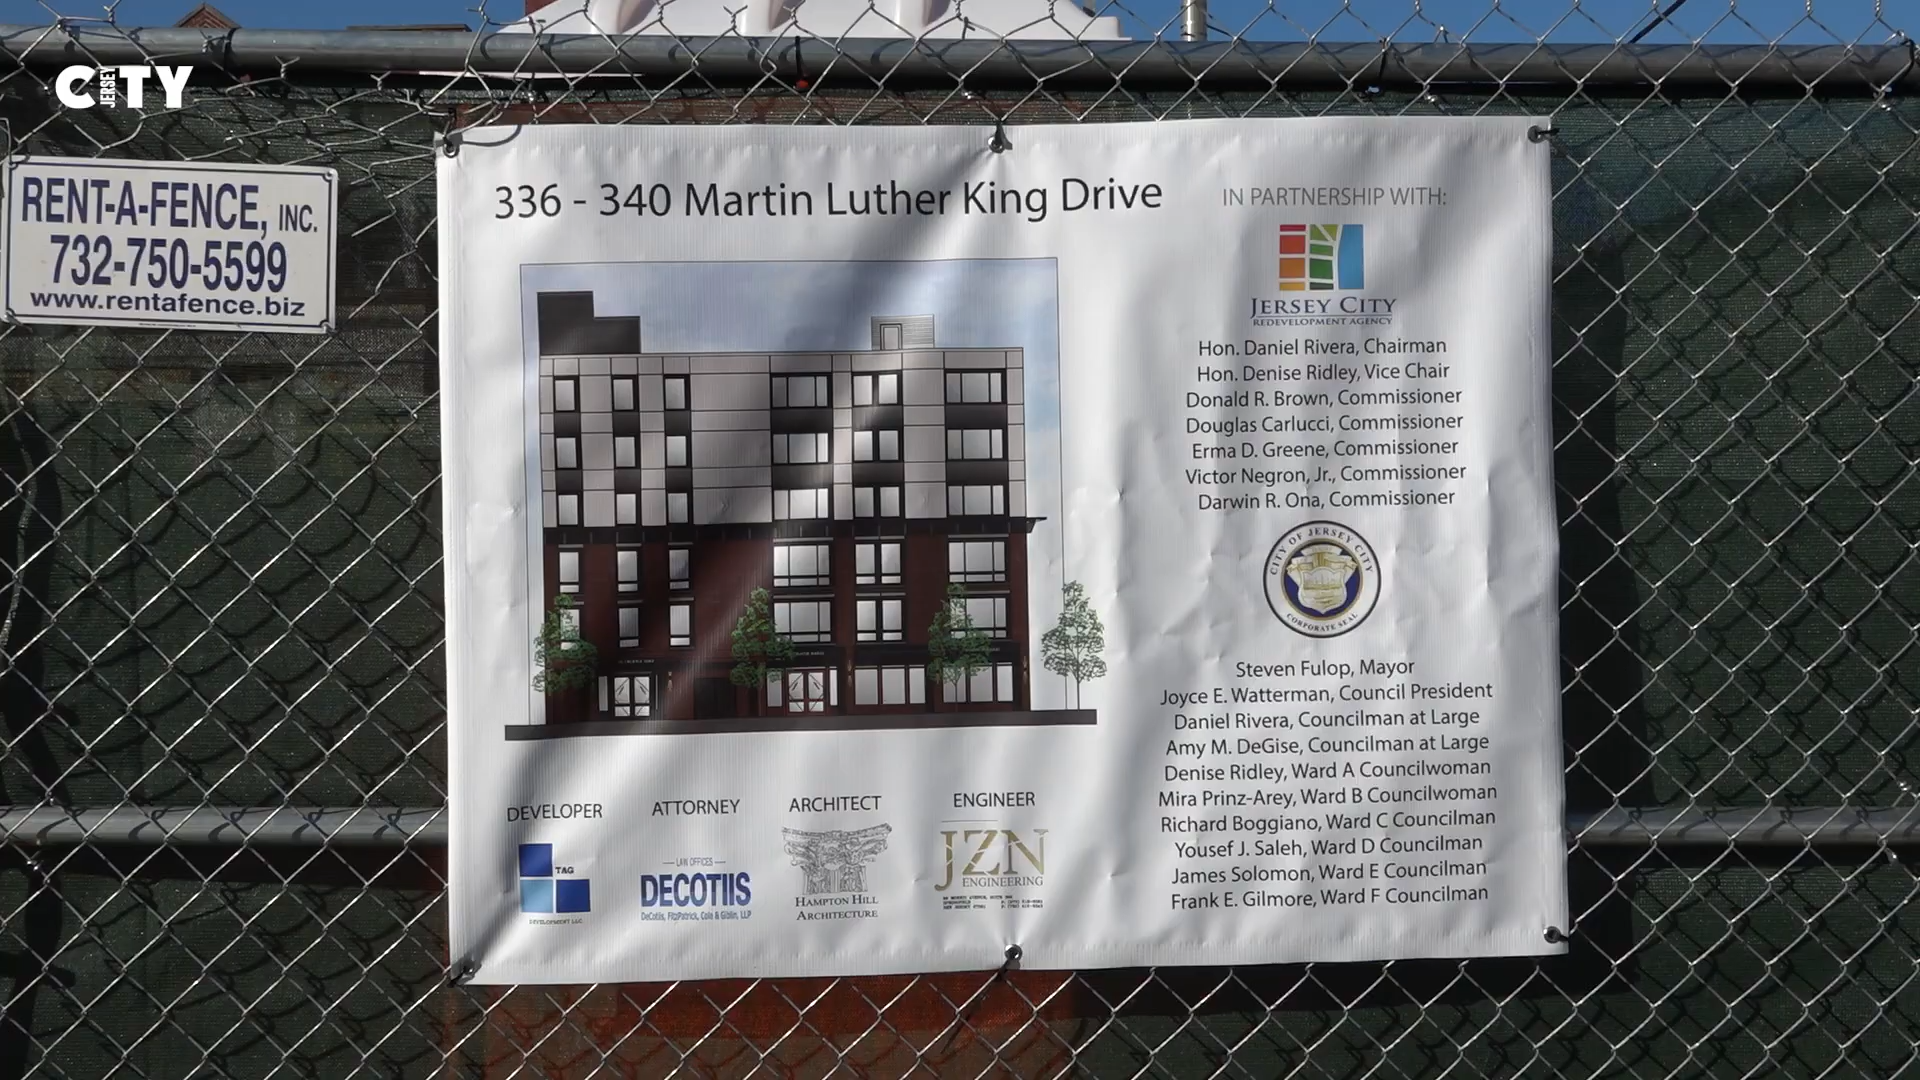 CITY
JERSEY
RENT-A-FENCE, INC.
732-750-5599
www.rentafence.biz
336 - 340 Martin Luther King Drive
IN PARTNERSHIP WITH:
JERSEY CITY
REDEVELOPMENT AGENCY
Hon. Daniel Rivera, Chairman
Hon. Denise Ridley, Vice Chair
Donald R. Brown, Commissioner
Douglas Carlucci, Commissioner
Erma D. Greene, Commissioner
Victor Negron, Jr., Commissioner
Darwin R. Ona, Commissioner
CITY OF JERSEY CITY
CORPORATE SEAL
Steven Fulop, Mayor
Joyce E. Watterman, Council President
Daniel Rivera, Councilman at Large
Amy M. DeGise, Councilman at Large
Denise Ridley, Ward A Councilwoman
Mira Prinz-Arey, Ward B Councilwoman
Richard Boggiano, Ward C Councilman
Yousef J. Saleh, Ward D Councilman
James Solomon, Ward E Councilman
Frank E. Gilmore, Ward F Councilman
DEVELOPER
TAG
DEVELOPMENT LLC.
ATTORNEY
LAW OFFICES
DECOTIIS
DeCotiis, FitzPatrick, Cole & Giblin, LLP
ARCHITECT
HAMPTON HILL
ARCHITECTURE
ENGINEER
JZN
ENGINEERING